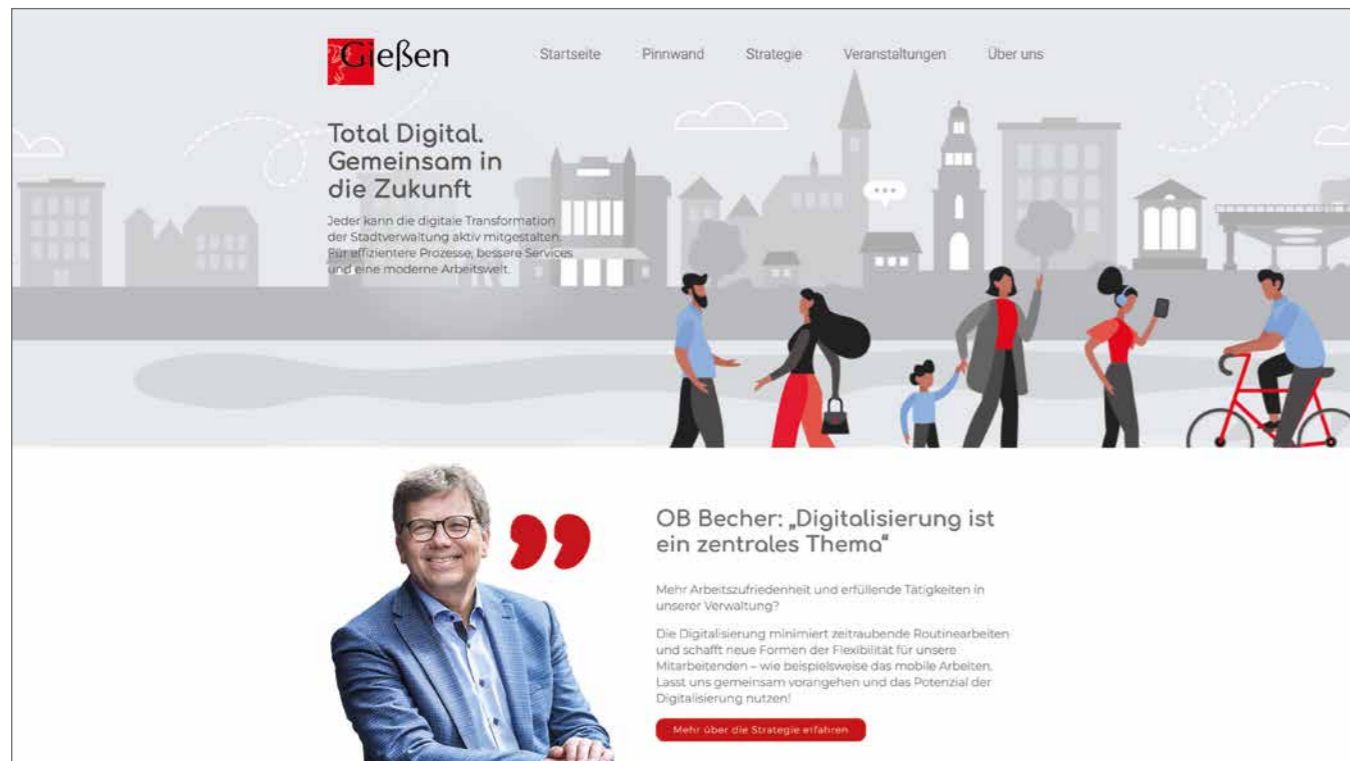 Gießen
Startseite Pinnwand Strategie Veranstaltungen Über uns
Total Digital.
Gemeinsam in
die Zukunft
Jeder kann die digitale Transformation
der Stadtverwaltung aktiv mitgestalten.
Für effizientere Prozesse, bessere Services
und eine moderne Arbeitswelt.
OB Becher: „Digitalisierung ist
ein zentrales Thema“
Mehr Arbeitszufriedenheit und erfüllende Tätigkeiten in
unserer Verwaltung?
Die Digitalisierung minimiert zeitraubende Routinearbeiten
und schafft neue Formen der Flexibilität für unsere
Mitarbeitenden – wie beispielsweise das mobile Arbeiten.
Lasst uns gemeinsam vorangehen und das Potenzial der
Digitalisierung nutzen!
Mehr über die Strategie erfahren